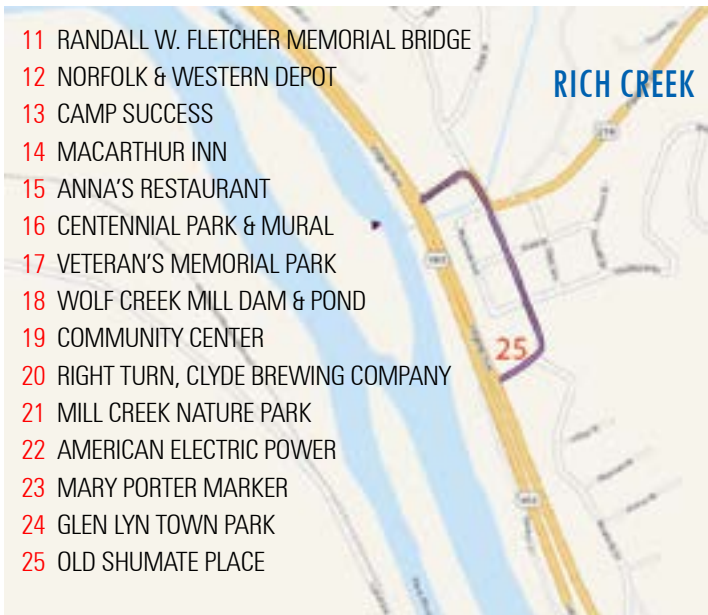 11 RANDALL W. FLETCHER MEMORIAL BRIDGE
12 NORFOLK & WESTERN DEPOT
13 CAMP SUCCESS
14 MACARTHUR INN
15 ANNA'S RESTAURANT
16 CENTENNIAL PARK & MURAL
17 VETERAN'S MEMORIAL PARK
18 WOLF CREEK MILL DAM & POND
19 COMMUNITY CENTER
20 RIGHT TURN, CLYDE BREWING COMPANY
21 MILL CREEK NATURE PARK
22 AMERICAN ELECTRIC POWER
23 MARY PORTER MARKER
24 GLEN LYN TOWN PARK
25 OLD SHUMATE PLACE
RICH CREEK
25